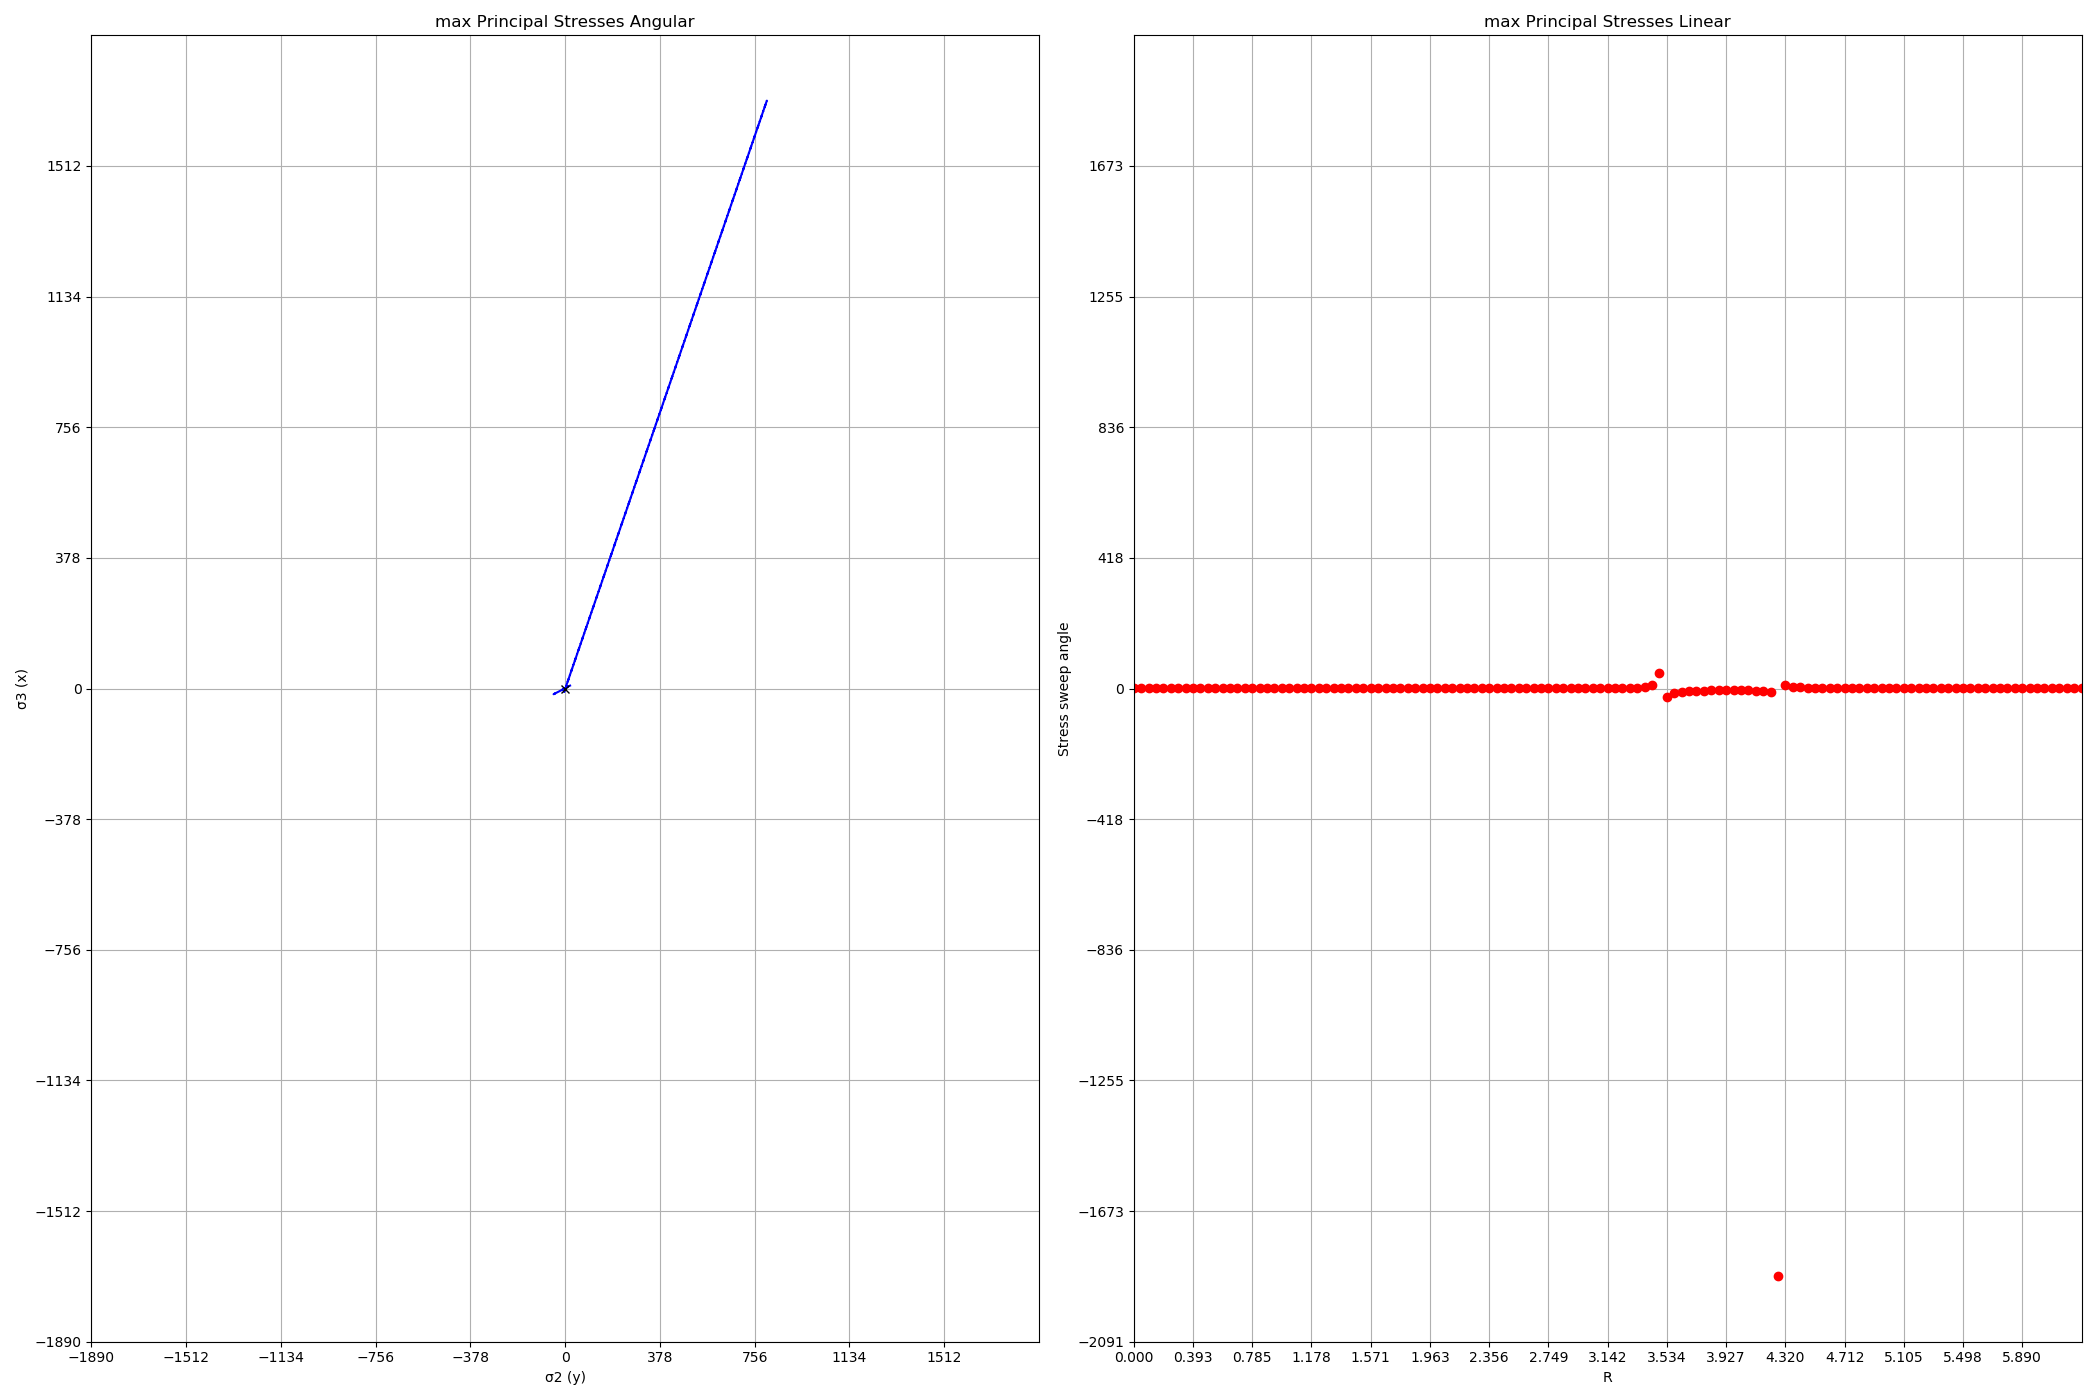 max Principal Stresses Angular
1512
1134
756
378
0
−378
−756
−1134
−1512
−1890
σ3 (x)
−1890 −1512 −1134 −756 −378 0 378 756 1134 1512
σ2 (y)
max Principal Stresses Linear
1673
1255
836
418
0
−418
−836
−1255
−1673
−2091
Stress sweep angle
0.000 0.393 0.785 1.178 1.571 1.963 2.356 2.749 3.142 3.534 3.927 4.320 4.712 5.105 5.498 5.890
R